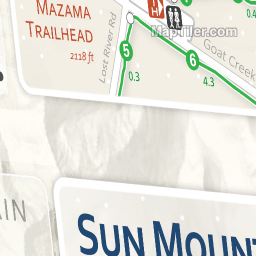 MAZAMA
TRAILHEAD
2118 ft
Lost River Rd
5
0.3
6
4.3
0.4
Goat Creek
MapTiler.com
SUN MOUNT